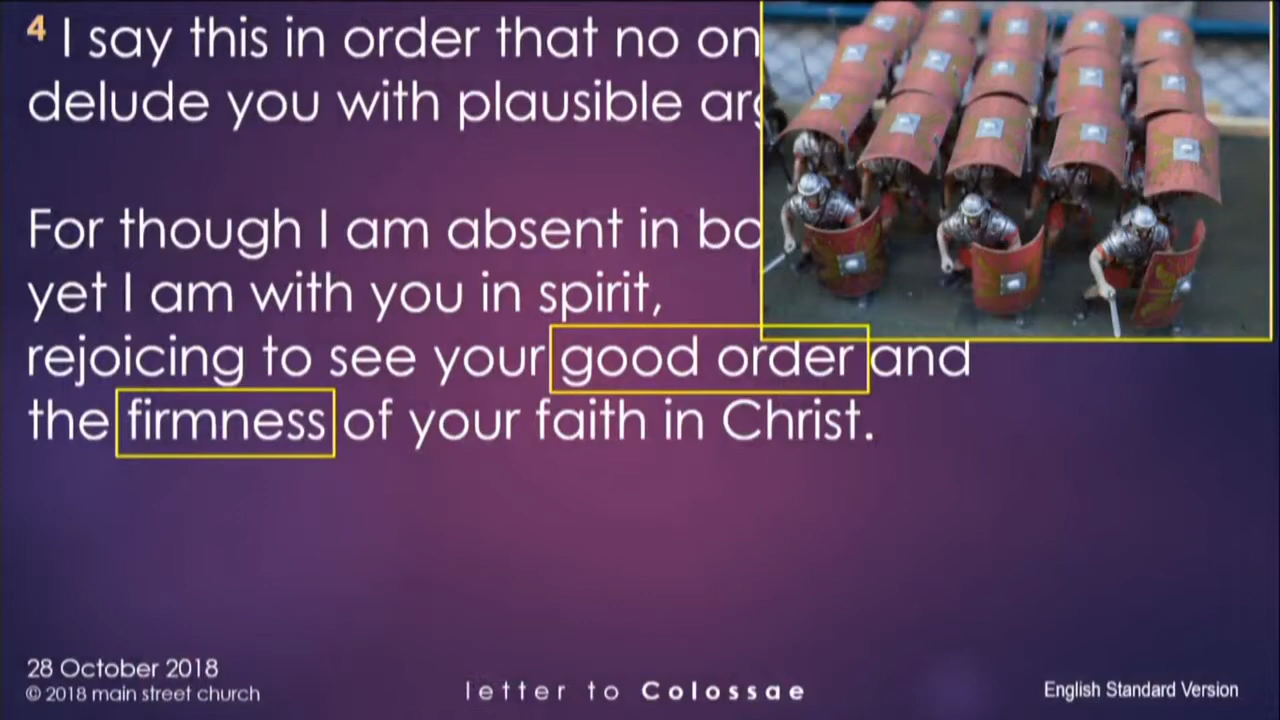 4 I say this in order that no on
delude you with plausible arg
For though I am absent in bo
yet I am with you in spirit,
rejoicing to see your good order and
the firmness of your faith in Christ.
28 October 2018
© 2018 main street church
letter to Colossae
English Standard Version